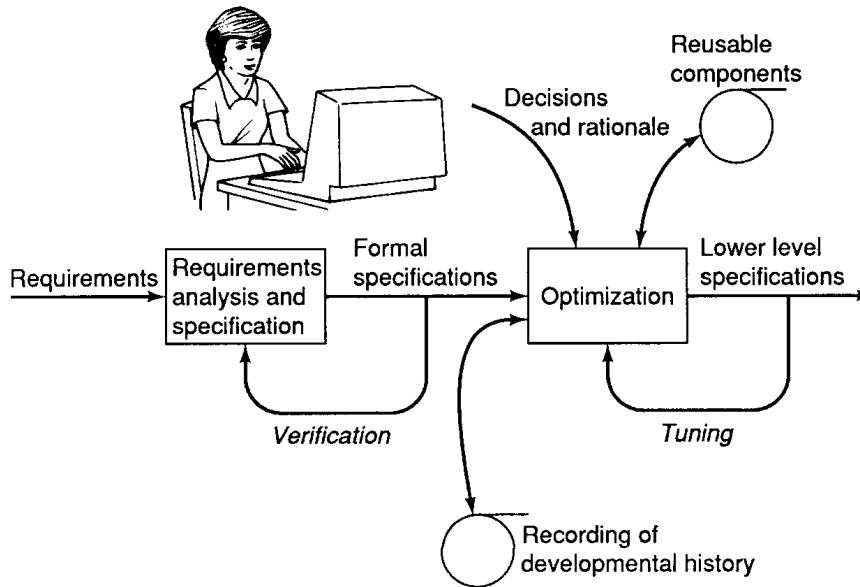 Reusable
components
Decisions
and rationale
Requirements
Requirements
analysis and
specification
Formal
specifications
Optimization
Lower level
specifications
Verification
Tuning
Recording of
developmental history